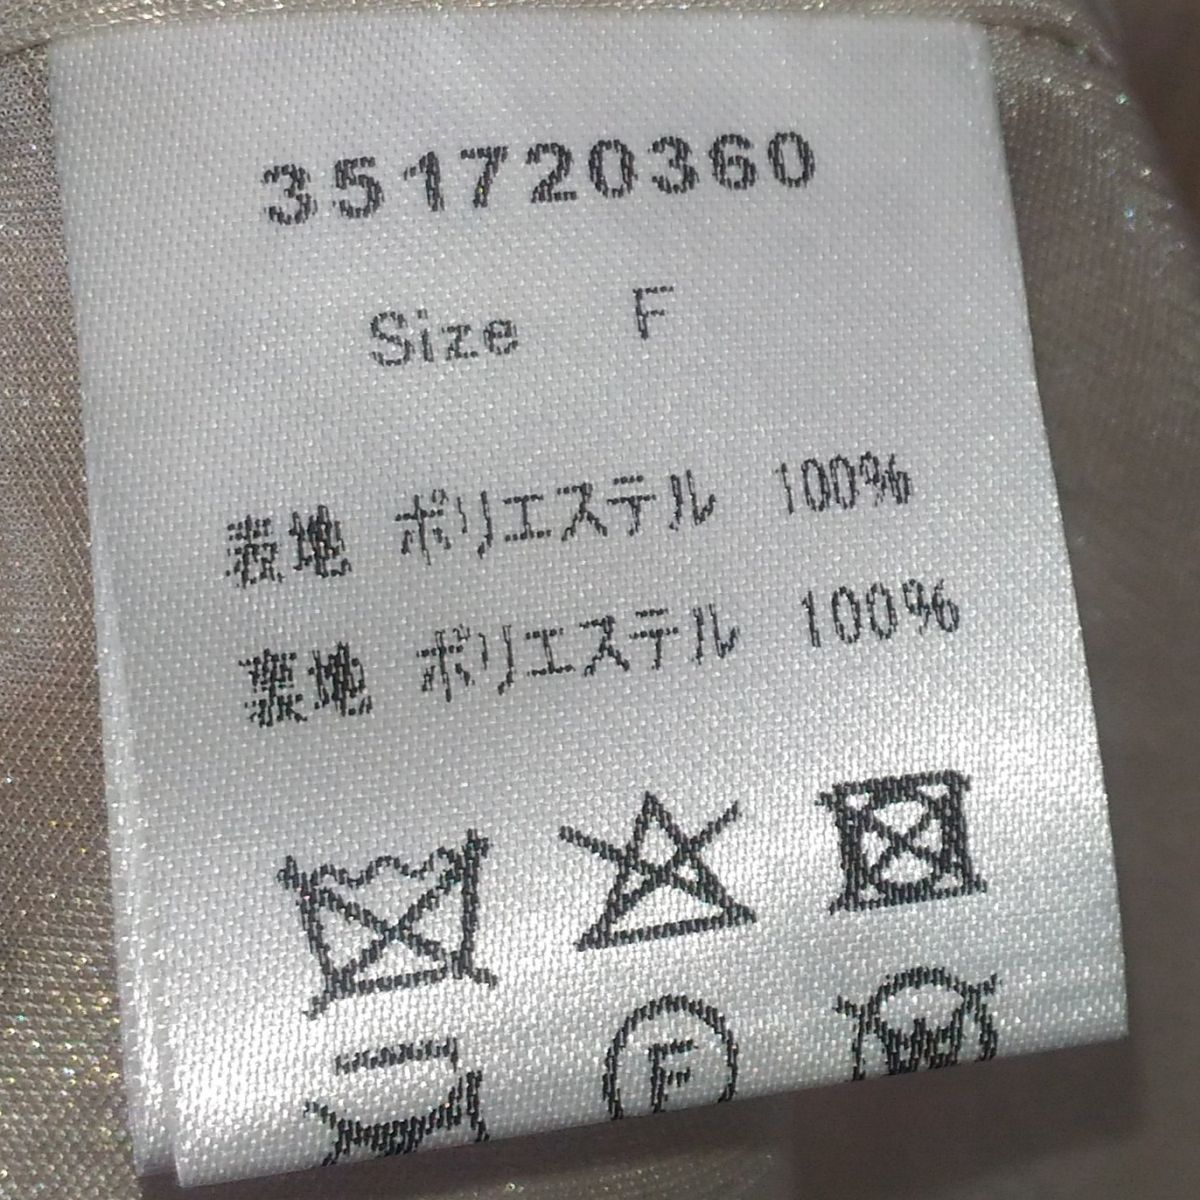 351720360
Size F
表地 ポリエステル 100%
裏地 ポリエステル 100%
F
W